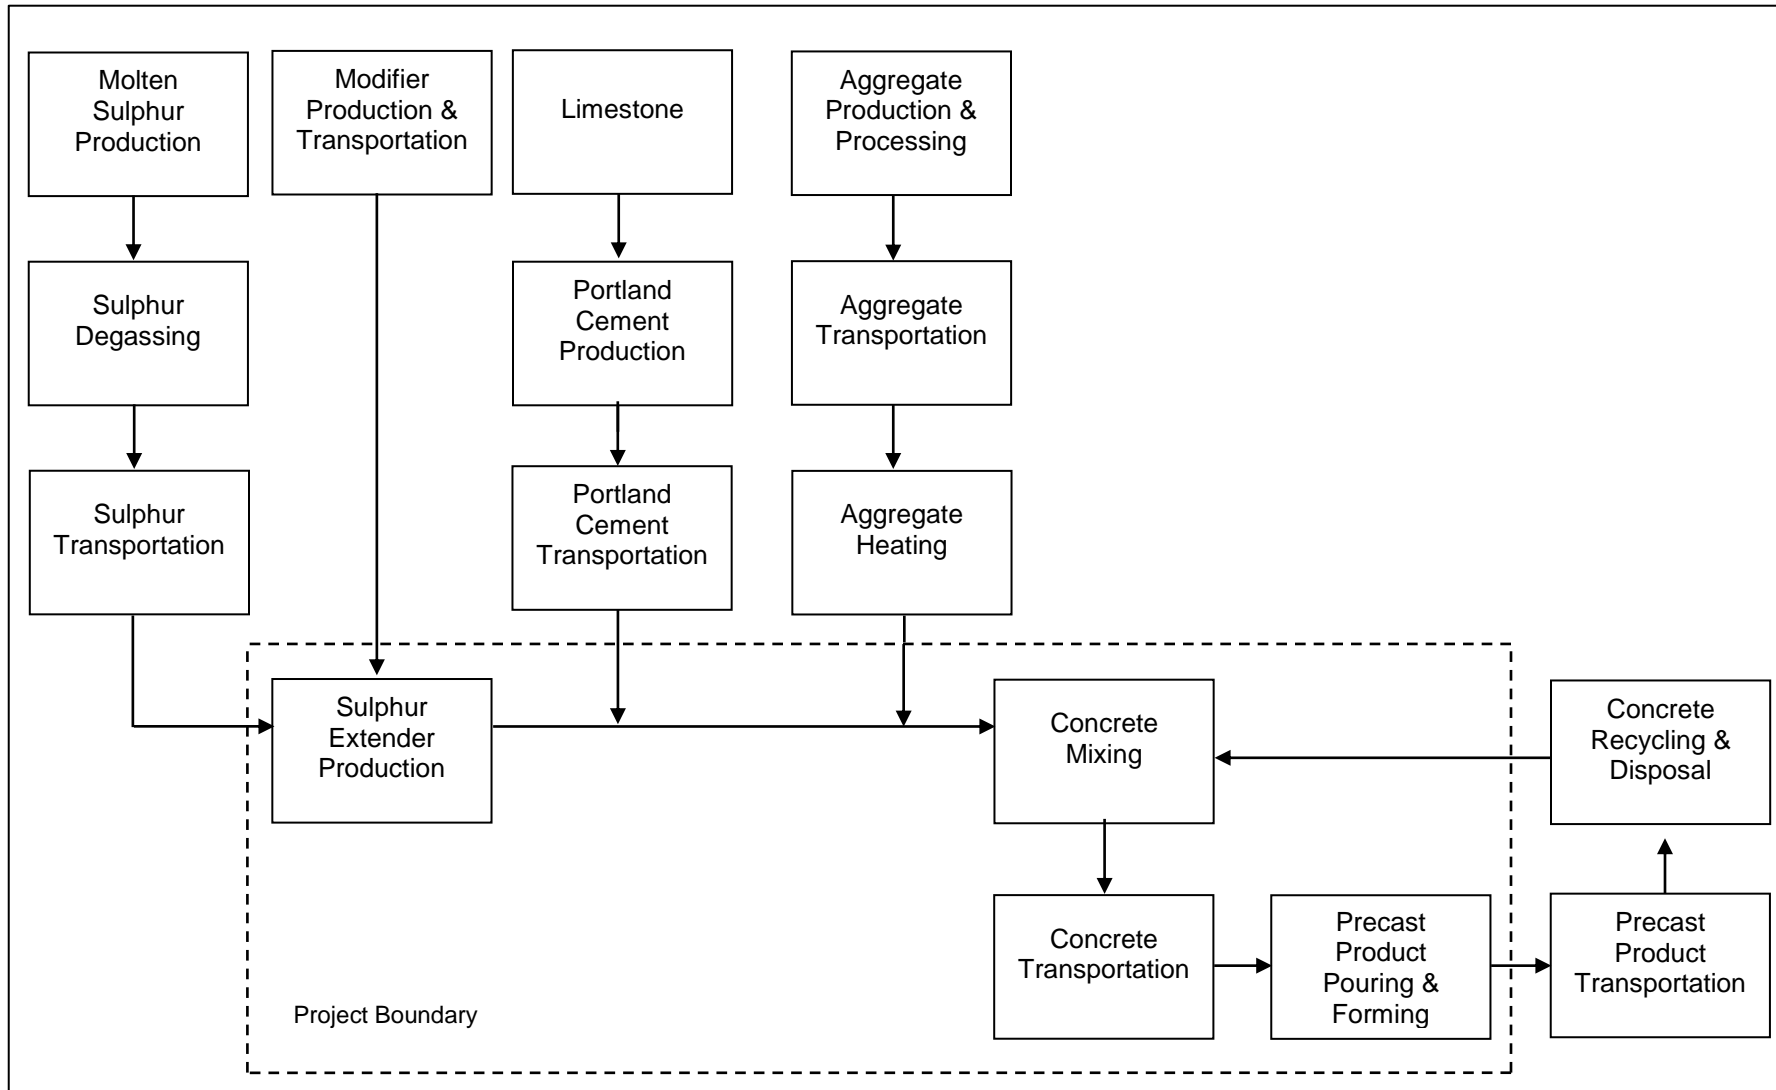 Molten
Sulphur
Production
Modifier
Production &
Transportation
Limestone
Aggregate
Production &
Processing
Sulphur
Degassing
Portland
Cement
Production
Aggregate
Transportation
Sulphur
Transportation
Portland
Cement
Transportation
Aggregate
Heating
Sulphur
Extender
Production
Concrete
Mixing
Concrete
Recycling &
Disposal
Concrete
Transportation
Precast
Product
Pouring &
Forming
Precast
Product
Transportation
Project Boundary